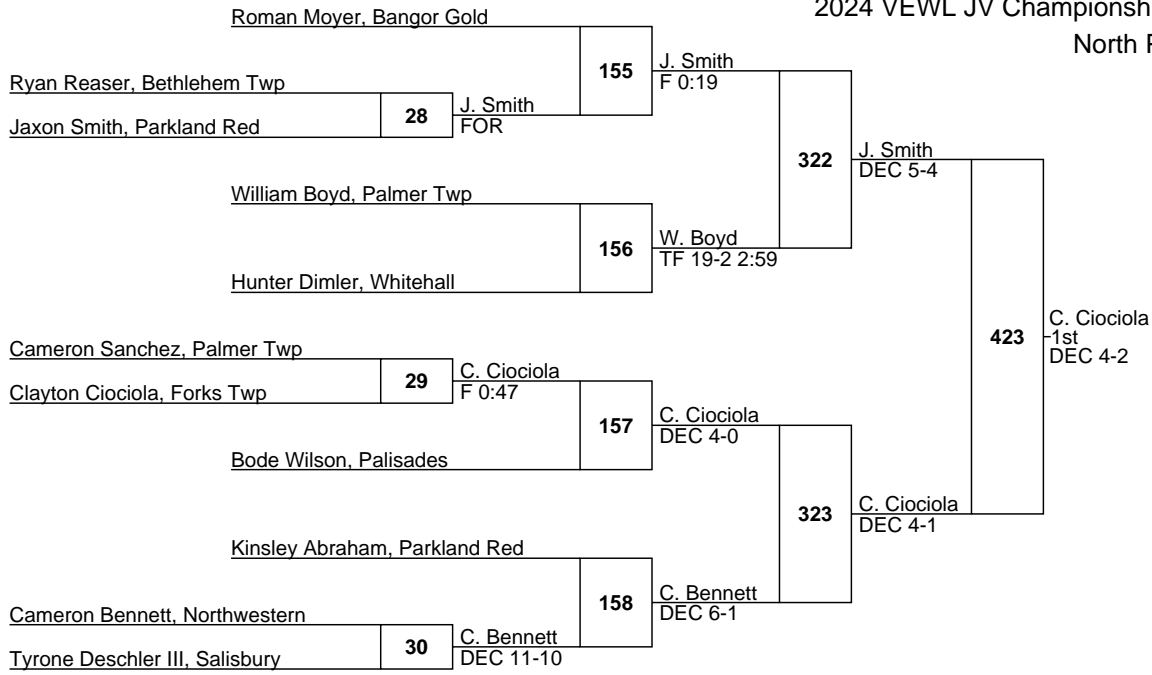 2024 VEWL JV Championsh
North
Roman Moyer, Bangor Gold
155
J. Smith
F 0:19
Ryan Reaser, Bethlehem Twp
28
J. Smith
FOR
Jaxon Smith, Parkland Red
322
J. Smith
DEC 5-4
William Boyd, Palmer Twp
156
W. Boyd
TF 19-2 2:59
Hunter Dimler, Whitehall
423
C. Ciociola
1st
DEC 4-2
Cameron Sanchez, Palmer Twp
29
C. Ciociola
F 0:47
Clayton Ciociola, Forks Twp
157
C. Ciociola
DEC 4-0
Bode Wilson, Palisades
323
C. Ciociola
DEC 4-1
Kinsley Abraham, Parkland Red
158
C. Bennett
DEC 6-1
Cameron Bennett, Northwestern
30
C. Bennett
DEC 11-10
Tyrone Deschler III, Salisbury